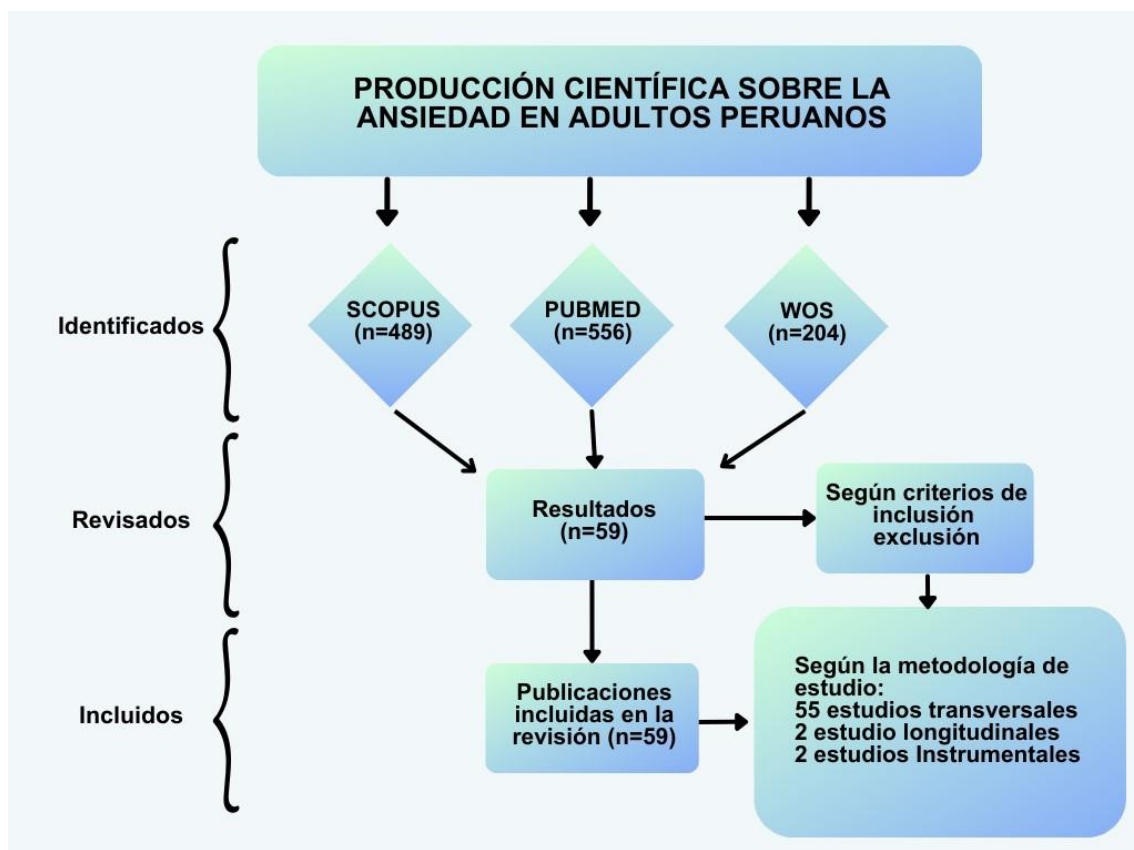 PRODUCCIÓN CIENTÍFICA SOBRE LA
ANSIEDAD EN ADULTOS PERUANOS
Identificados
SCOPUS
(n=489)
PUBMED
(n=556)
WOS
(n=204)
Revisados
Resultados
(n=59)
Según criterios de
inclusión
exclusión
Incluidos
Publicaciones
incluidas en la
revisión (n=59)
Según la metodología de
estudio:
55 estudios transversales
2 estudio longitudinales
2 estudios Instrumentales